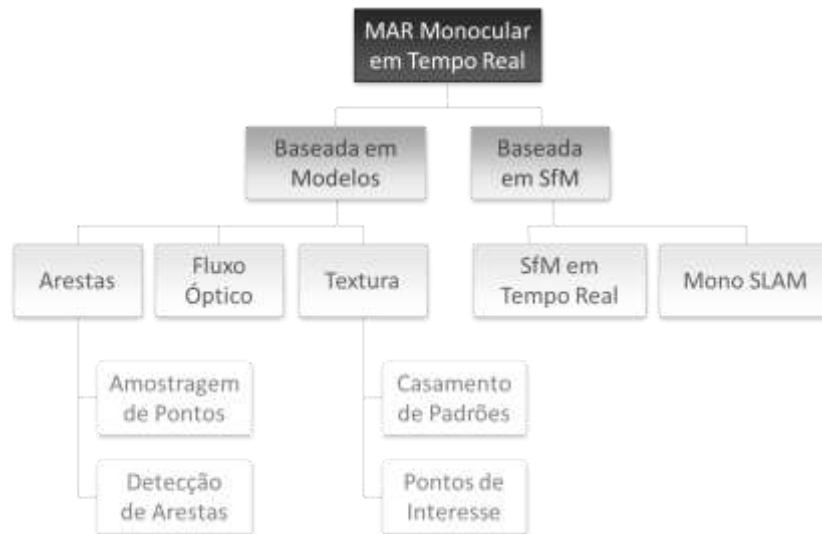 MAR Monocular
em Tempo Real
Baseada em
Modelos
Baseada
em SfM
Arestas
Fluxo
Óptico
Textura
SfM em
Tempo Real
Mono SLAM
Amostragem
de Pontos
Casamento
de Padrões
Detecção
de Arestas
Pontos de
Interesse